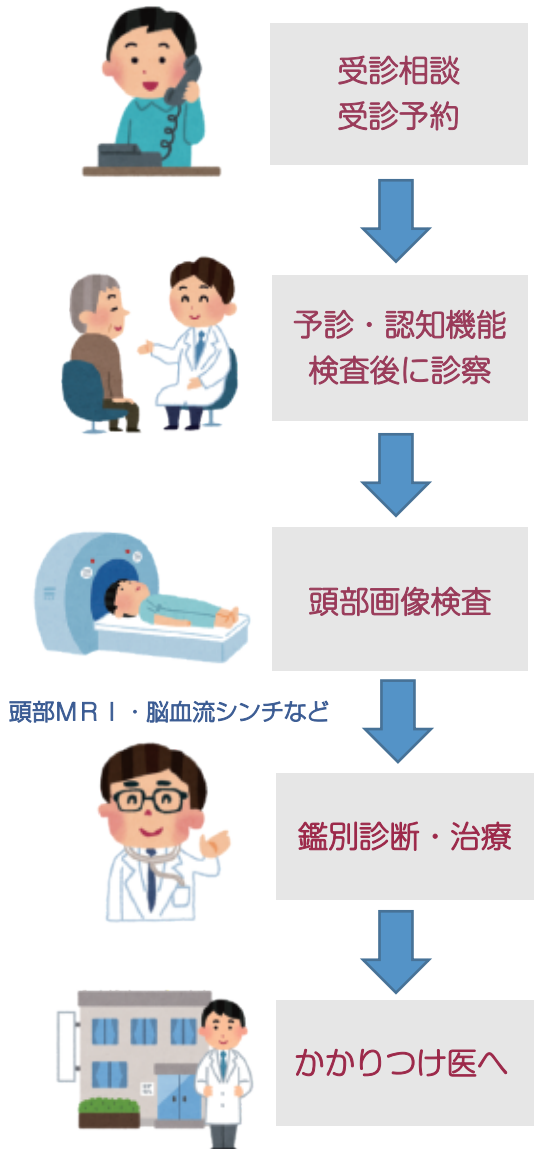 受診相談
受診予約
予診・認知機能
検査後に診察
頭部画像検査
頭部ＭＲＩ・脳血流シンチなど
鑑別診断・治療
かかりつけ医へ